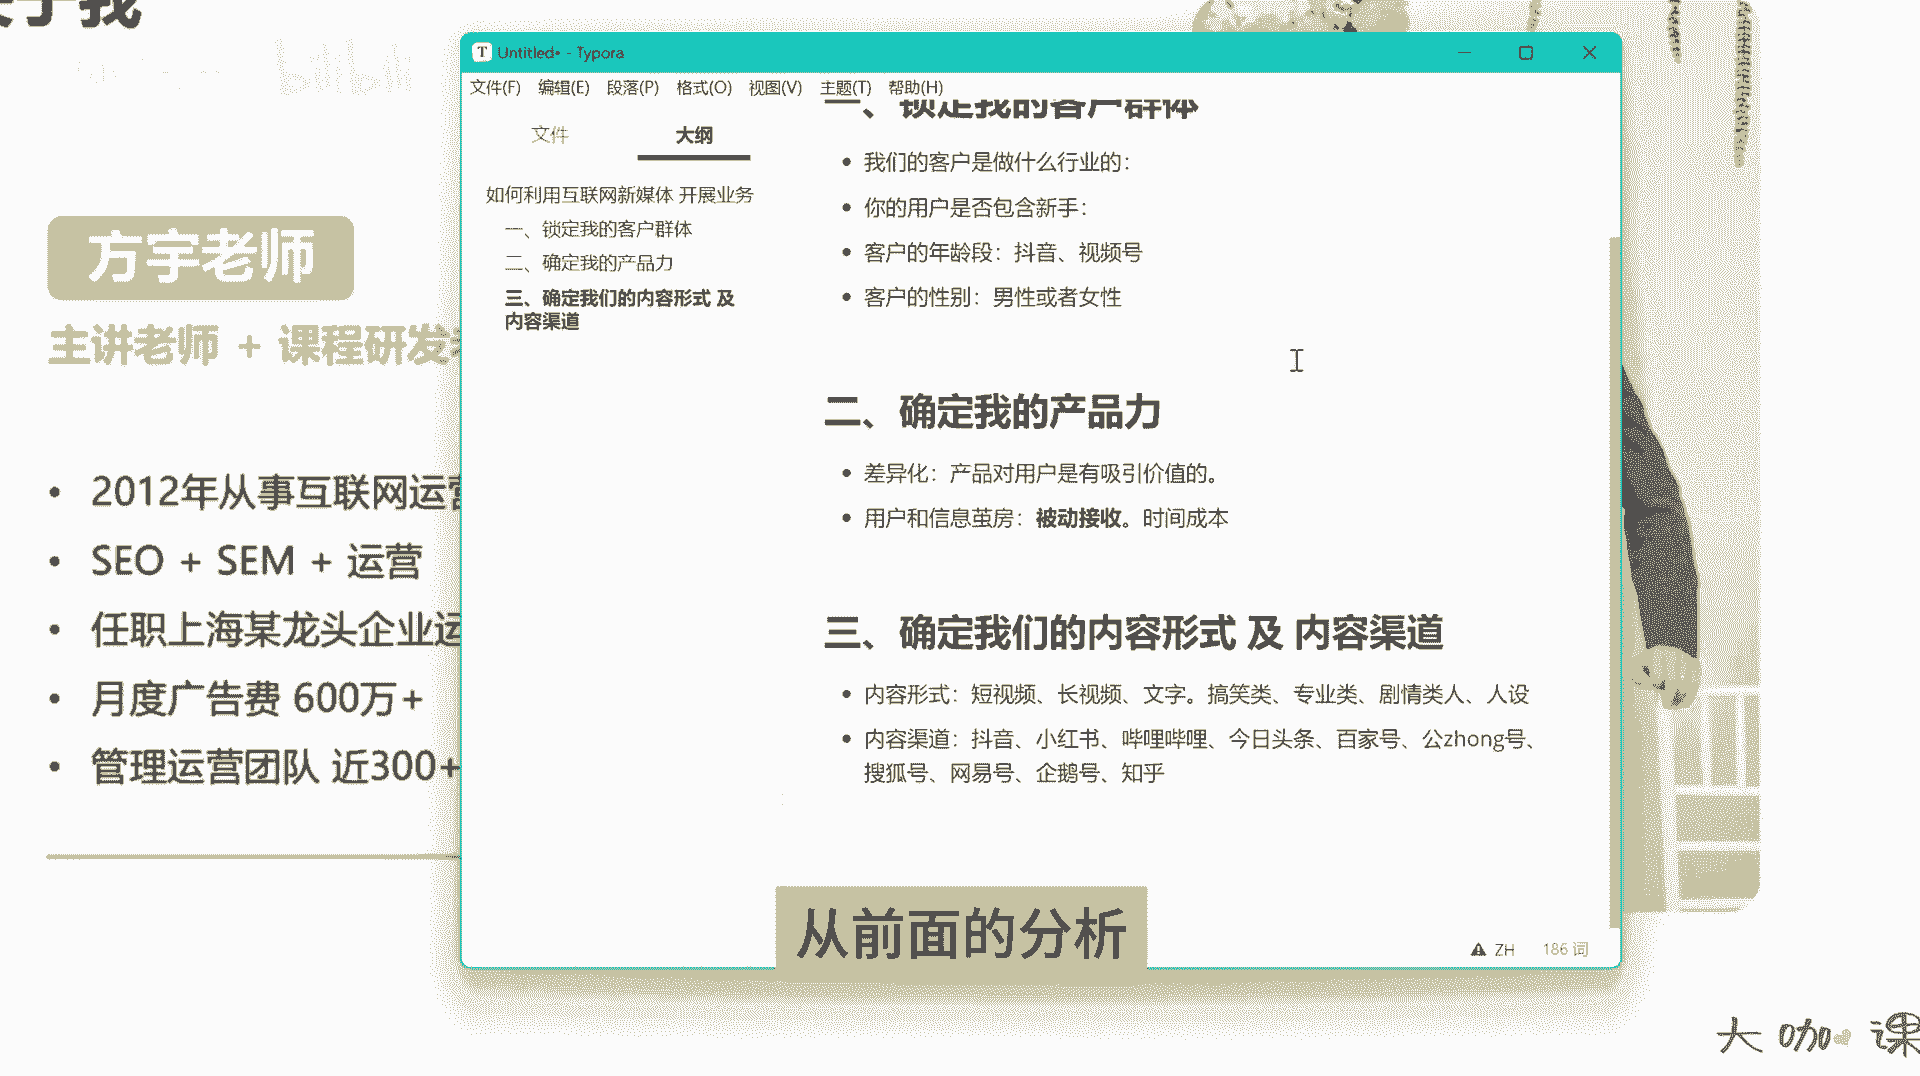 关于我
bilibili
方宇老师
主讲老师 + 课程研发
2012年从事互联网运营
SEO + SEM + 运营
任职上海某龙头企业运
月度广告费 600万+
管理运营团队 近300+
Untitled• - Typora
文件(F) 编辑(E) 段落(P) 格式(O) 视图(V) 主题(T) 帮助(H)
文件 大纲
如何利用互联网新媒体 开展业务
一、锁定我的客户群体
二、确定我的产品力
三、确定我们的内容形式 及
内容渠道
一、锁定我的客户群体
我们的客户是做什么行业的：
你的用户是否包含新手：
客户的年龄段：抖音、视频号
客户的性别：男性或者女性
二、确定我的产品力
差异化：产品对用户是有吸引价值的。
用户和信息茧房：被动接收。时间成本
三、确定我们的内容形式 及 内容渠道
内容形式：短视频、长视频、文字。搞笑类、专业类、剧情类人、人设
内容渠道：抖音、小红书、哔哩哔哩、今日头条、百家号、公zhong号、
搜狐号、网易号、企鹅号、知乎
ZH 186 词
从前面的分析
大咖课